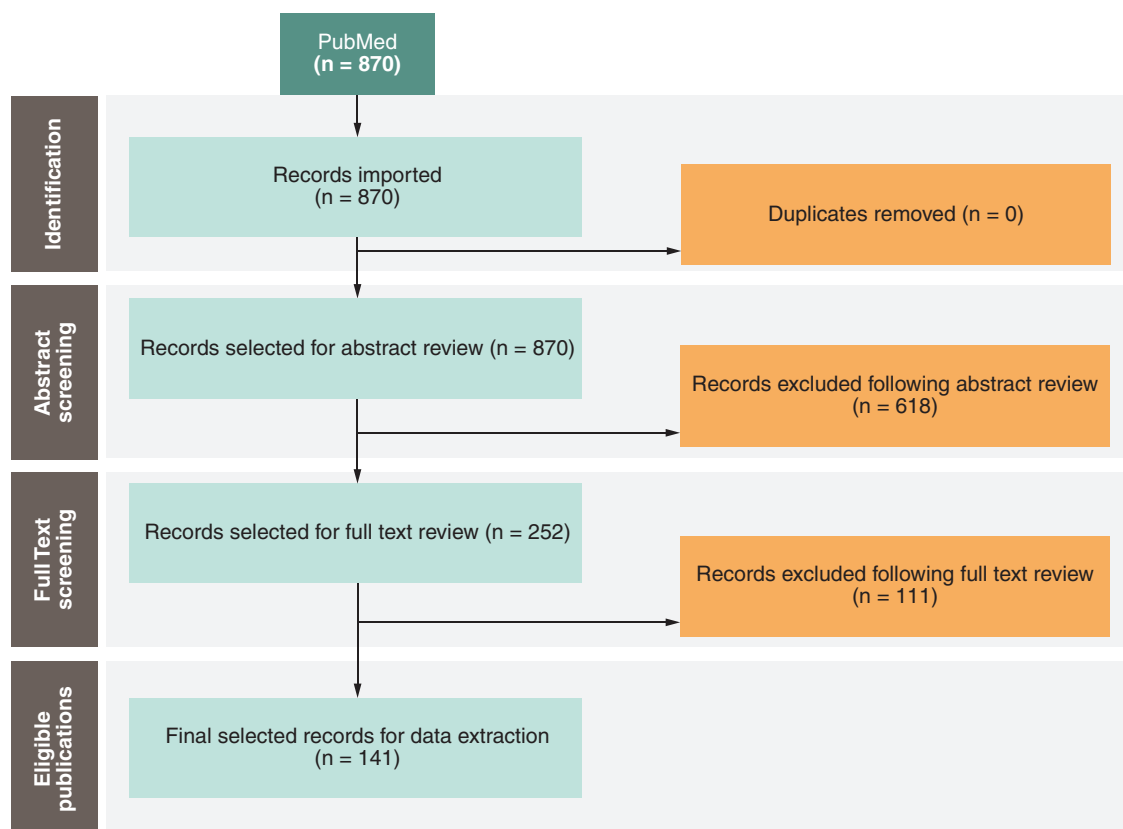 PubMed
(n = 870)
Identification
Records imported
(n = 870)
Duplicates removed (n = 0)
Abstract
screening
Records selected for abstract review (n = 870)
Records excluded following abstract review
(n = 618)
Full Text
screening
Records selected for full text review (n = 252)
Records excluded following full text review
(n = 111)
Eligible
publications
Final selected records for data extraction
(n = 141)